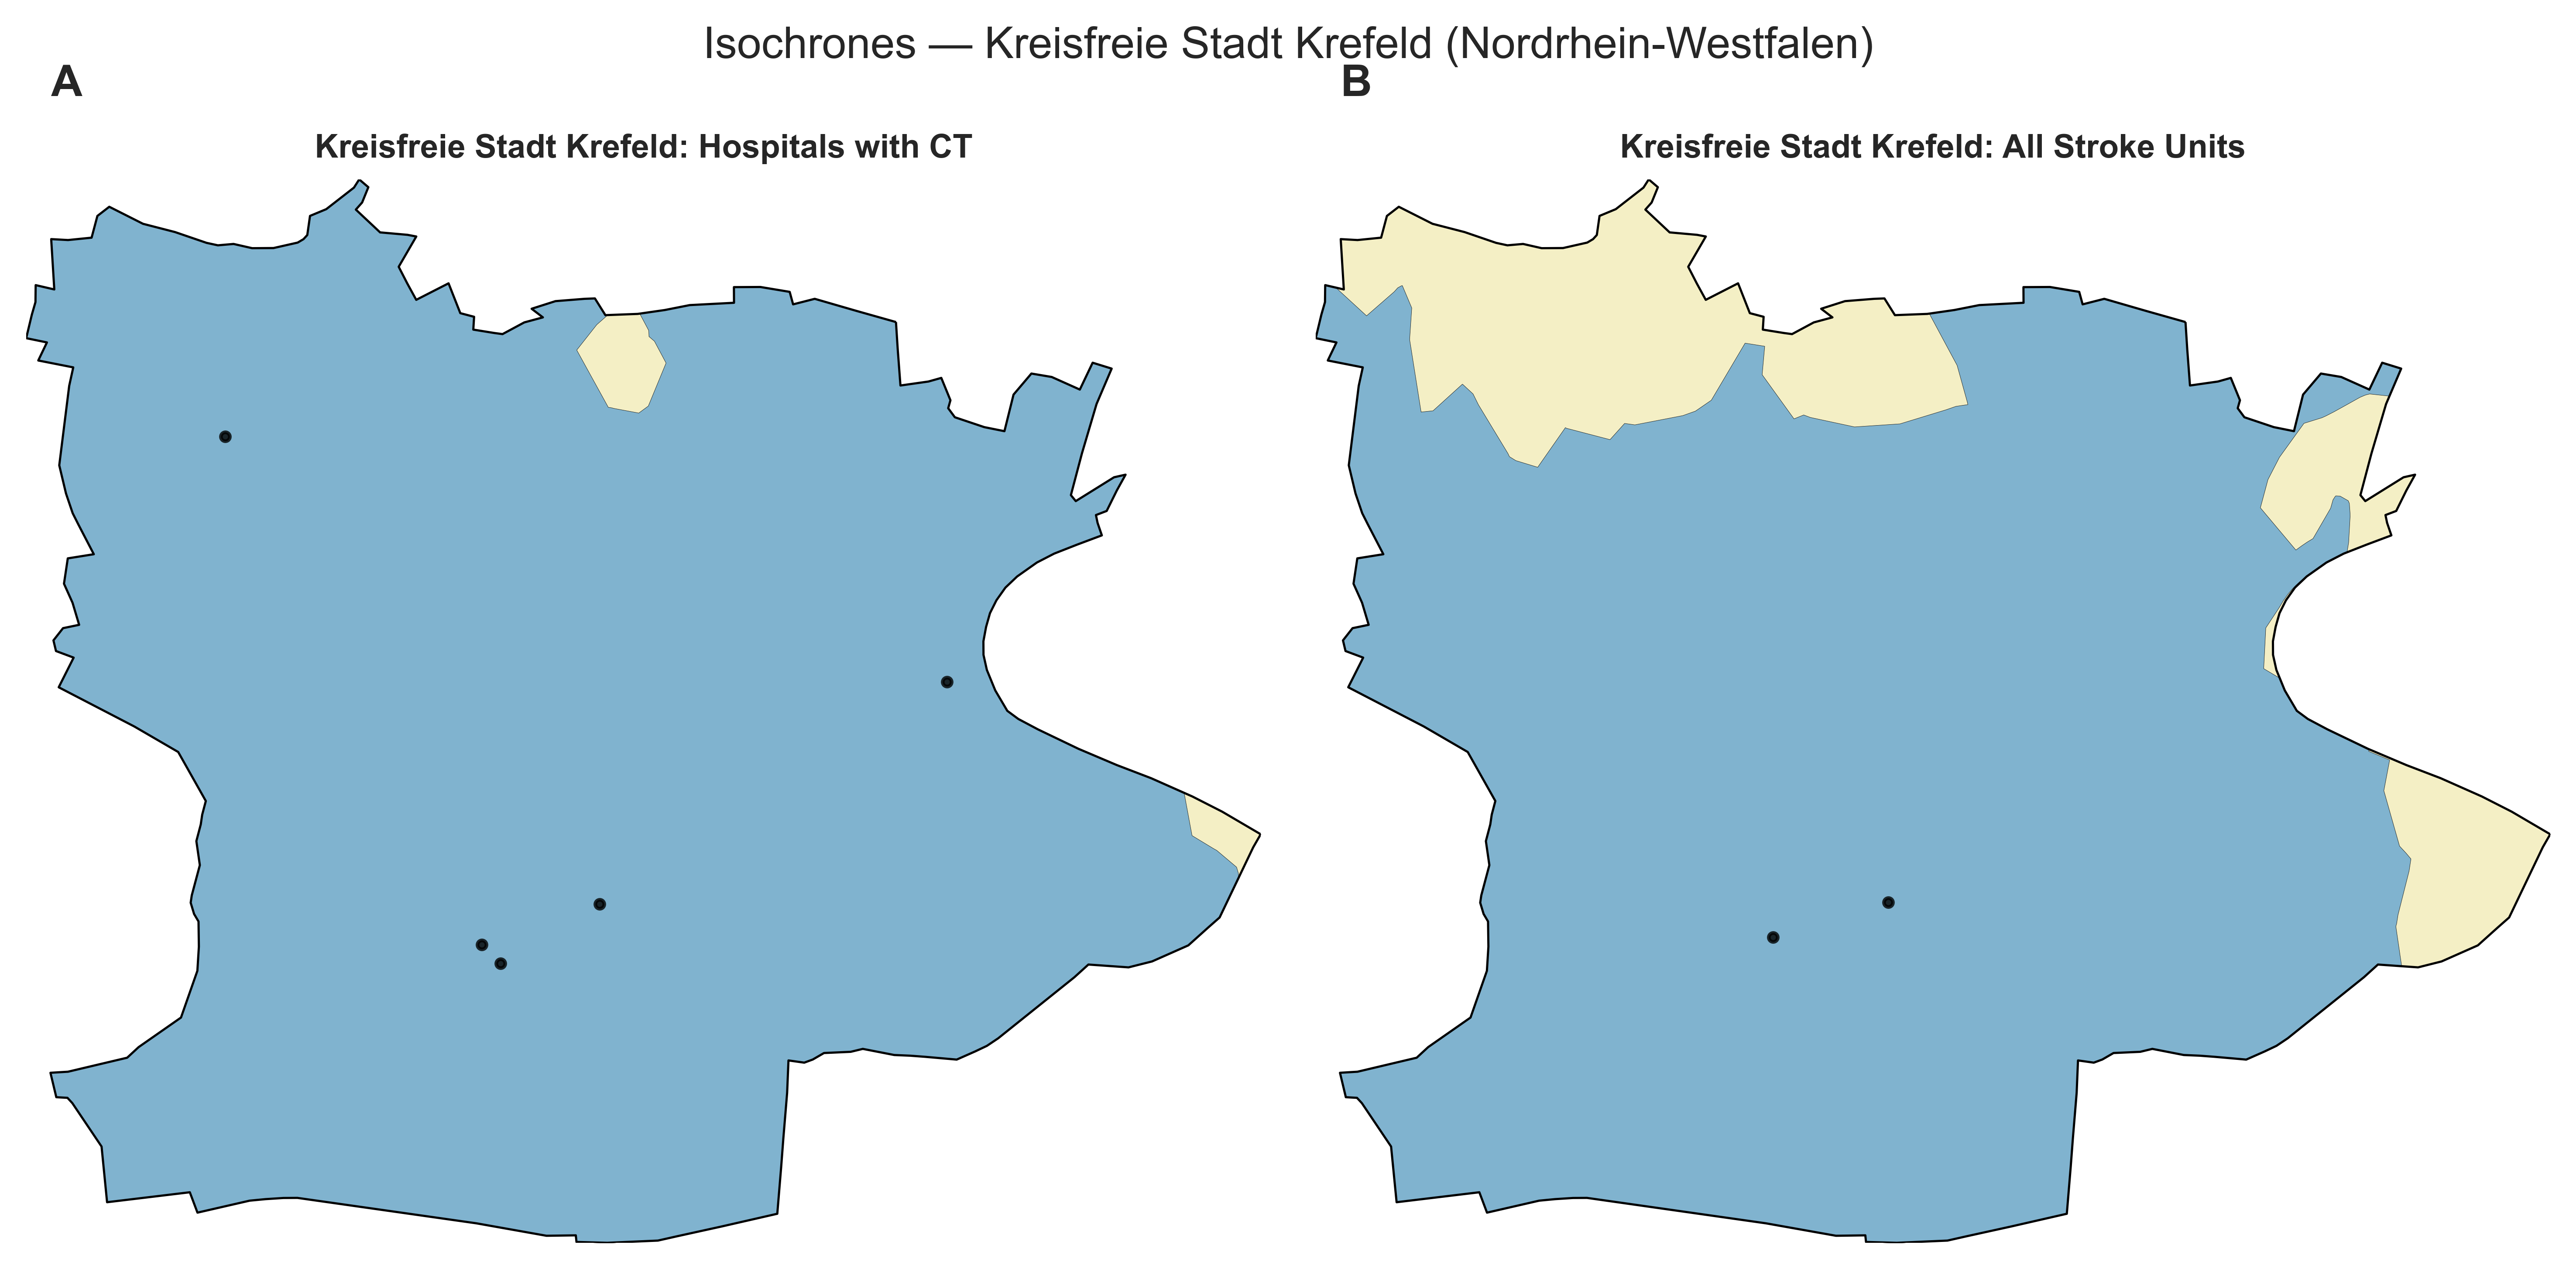 Isochrones — Kreisfreie Stadt Krefeld (Nordrhein-Westfalen)
A
B
Kreisfreie Stadt Krefeld: Hospitals with CT
Kreisfreie Stadt Krefeld: All Stroke Units